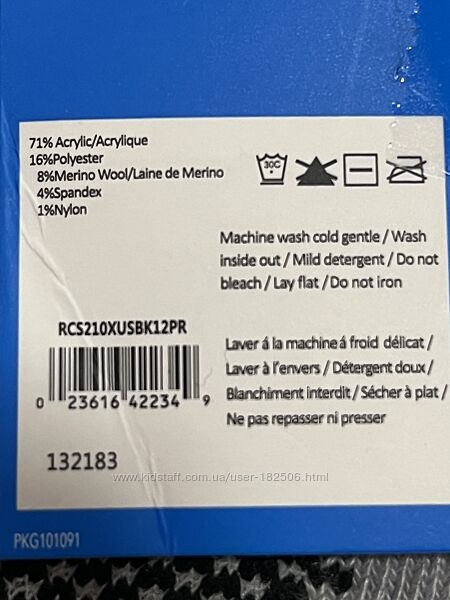 71% Acrylic/Acrylique
16%Polyester
8%Merino Wool/Laine de Merino
4%Spandex
1%Nylon
30C
Machine wash cold gentle / Wash
inside out / Mild detergent / Do not
bleach / Lay flat / Do not iron
RCS210XUSBK12PR
0 23616 42234 9
132183
Laver á la machine á froid délicat /
Laver à l'envers / Détergent doux /
Blanchiment interdit / Sécher à plat /
Ne pas repasser ni presser
www.kidstaff.com.ua/user-182506.html
PKG101091